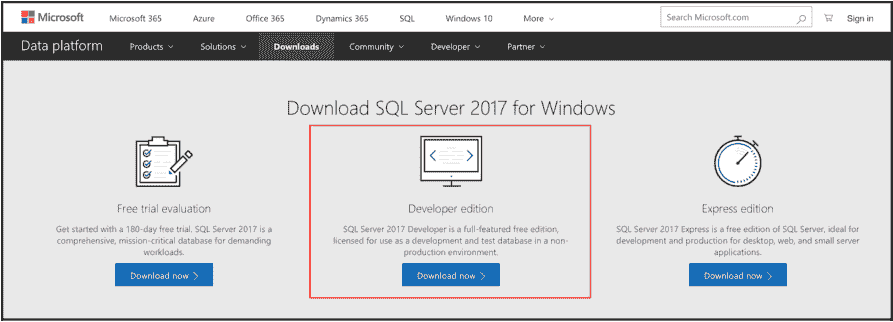 Microsoft Microsoft 365 Azure Office 365 Dynamics 365 SQL Windows 10 More Search Microsoft.com Sign in
Data platform Products Solutions Downloads Community Developer Partner
Download SQL Server 2017 for Windows
Free trial evaluation
Get started with a 180-day free trial. SQL Server 2017 is a
comprehensive, mission-critical database for demanding
workloads.
Download now
Developer edition
SQL Server 2017 Developer is a full-featured free edition,
licensed for use as a development and test database in a non-
production environment.
Download now
Express edition
SQL Server 2017 Express is a free edition of SQL Server, ideal for
development and production for desktop, web, and small server
applications.
Download now